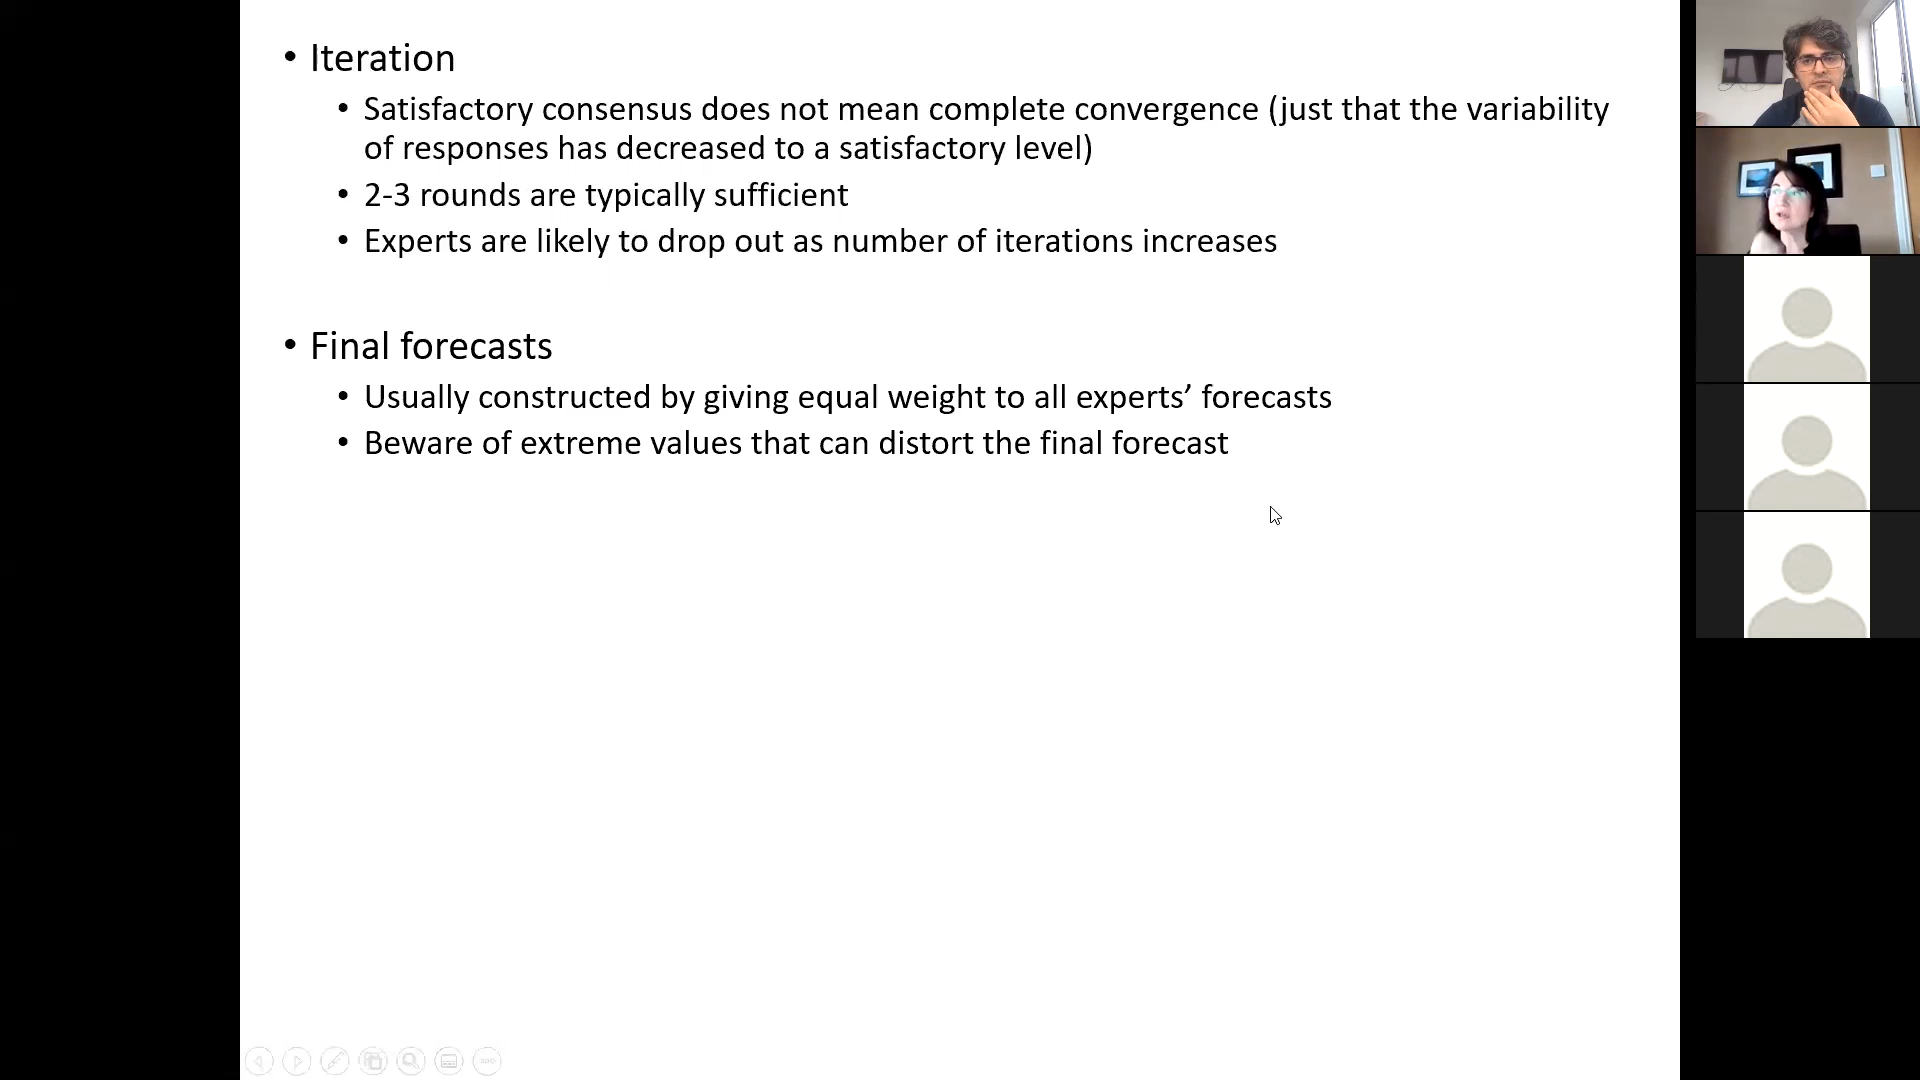 • Iteration
• Satisfactory consensus does not mean complete convergence (just that the variability
of responses has decreased to a satisfactory level)
• 2-3 rounds are typically sufficient
• Experts are likely to drop out as number of iterations increases
• Final forecasts
• Usually constructed by giving equal weight to all experts’ forecasts
• Beware of extreme values that can distort the final forecast